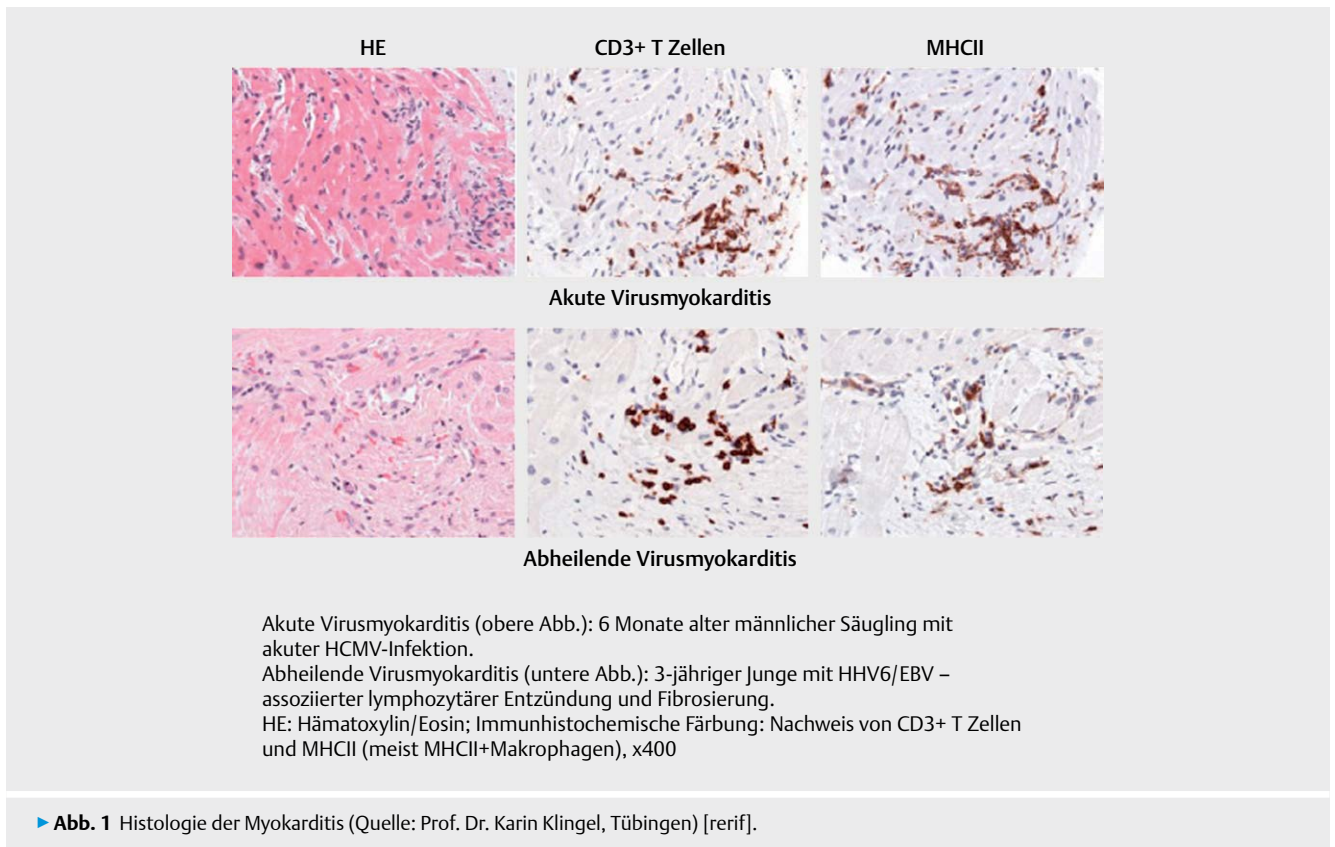 HE
CD3+ T Zellen
MHCII
Akute Virusmyokarditis
Abheilende Virusmyokarditis
Akute Virusmyokarditis (obere Abb.): 6 Monate alter männlicher Säugling mit
akuter HCMV-Infektion.
Abheilende Virusmyokarditis (untere Abb.): 3-jähriger Junge mit HHV6/EBV –
assoziierter lymphozytärer Entzündung und Fibrosierung.
HE: Hämatoxylin/Eosin; Immunhistochemische Färbung: Nachweis von CD3+ T Zellen
und MHCII (meist MHCII+Makrophagen), x400
▶ Abb. 1 Histologie der Myokarditis (Quelle: Prof. Dr. Karin Klingel, Tübingen) [rerif].